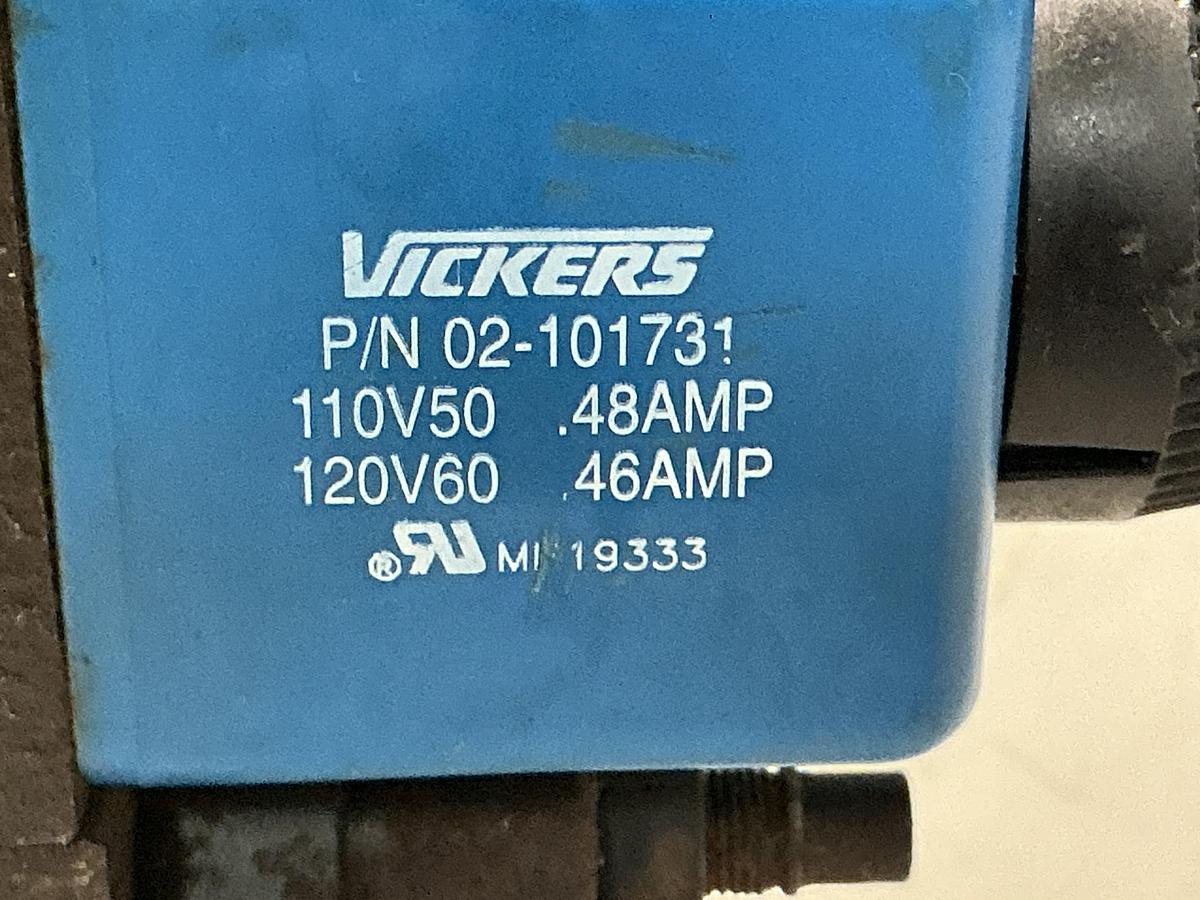 VICKERS
P/N 02-101731
110V50 .48AMP
120V60 .46AMP
® 19333